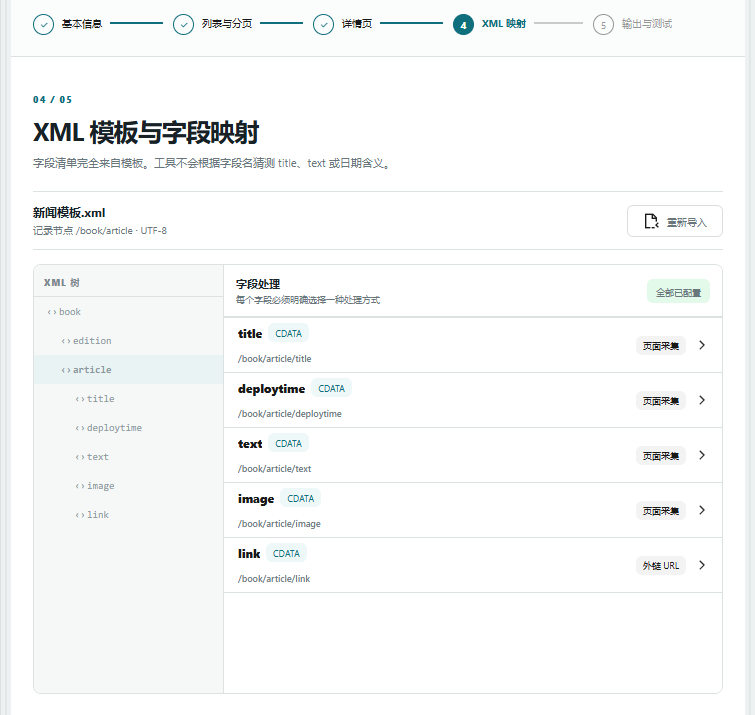 基本信息
列表与分页
详情页
4 XML 映射
5 输出与测试
04 / 05
XML 模板与字段映射
字段清单完全来自模板。工具不会根据字段名猜测 title、text 或日期含义。
新闻模板.xml
记录节点 /book/article · UTF-8
重新导入
XML 树
‹› book
‹› edition
‹› article
‹› title
‹› deploytime
‹› text
‹› image
‹› link
字段处理
每个字段必须明确选择一种处理方式
全部已配置
title CDATA
/book/article/title
页面采集
deploytime CDATA
/book/article/deploytime
页面采集
text CDATA
/book/article/text
页面采集
image CDATA
/book/article/image
页面采集
link CDATA
/book/article/link
外链 URL